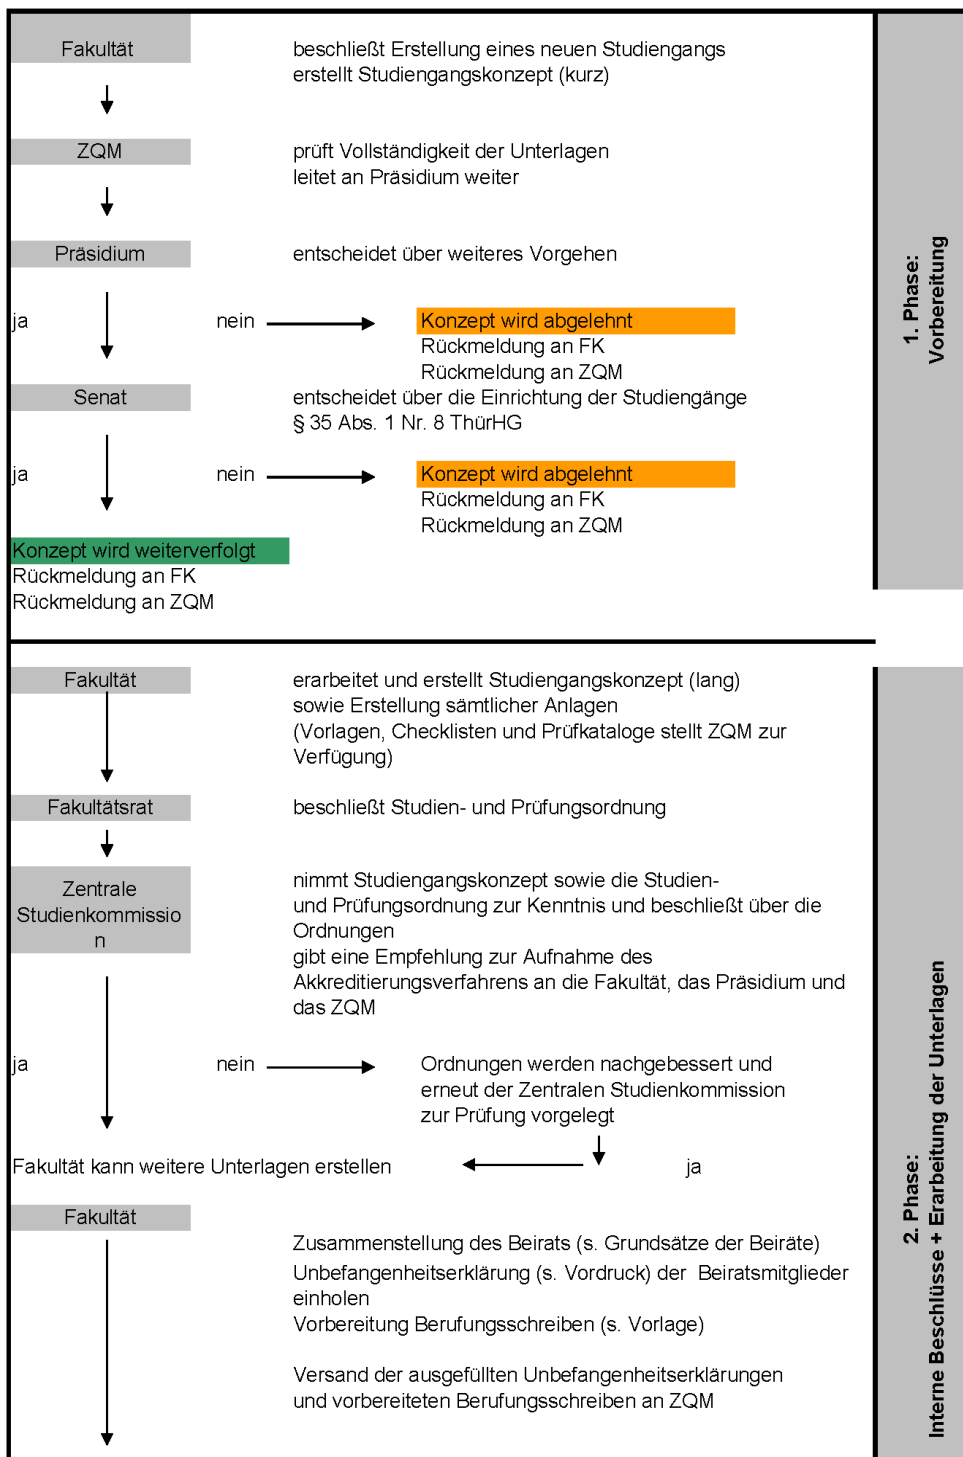 Fakultät
beschließt Erstellung eines neuen Studiengangs
erstellt Studiengangskonzept (kurz)
ZQM
prüft Vollständigkeit der Unterlagen
leitet an Präsidium weiter
Präsidium
entscheidet über weiteres Vorgehen
ja
nein
Konzept wird abgelehnt
Rückmeldung an FK
Rückmeldung an ZQM
Senat
entscheidet über die Einrichtung der Studiengänge
§ 35 Abs. 1 Nr. 8 ThürHG
ja
nein
Konzept wird abgelehnt
Rückmeldung an FK
Rückmeldung an ZQM
Konzept wird weiterverfolgt
Rückmeldung an FK
Rückmeldung an ZQM
1. Phase:
Vorbereitung
Fakultät
erarbeitet und erstellt Studiengangskonzept (lang)
sowie Erstellung sämtlicher Anlagen
(Vorlagen, Checklisten und Prüfkataloge stellt ZQM zur
Verfügung)
Fakultätsrat
beschließt Studien- und Prüfungsordnung
Zentrale
Studienkommissio
n
nimmt Studiengangskonzept sowie die Studien-
und Prüfungsordnung zur Kenntnis und beschließt über die
Ordnungen
gibt eine Empfehlung zur Aufnahme des
Akkreditierungsverfahrens an die Fakultät, das Präsidium und
das ZQM
ja
nein
Ordnungen werden nachgebessert und
erneut der Zentralen Studienkommission
zur Prüfung vorgelegt
Fakultät kann weitere Unterlagen erstellen
ja
Fakultät
Zusammenstellung des Beirats (s. Grundsätze der Beiräte)
Unbefangenheitserklärung (s. Vordruck) der  Beiratsmitglieder
einholen
Vorbereitung Berufungsschreiben (s. Vorlage)
Versand der ausgefüllten Unbefangenheitserklärungen
und vorbereiteten Berufungsschreiben an ZQM
2. Phase:
Interne Beschlüsse + Erarbeitung der Unterlagen